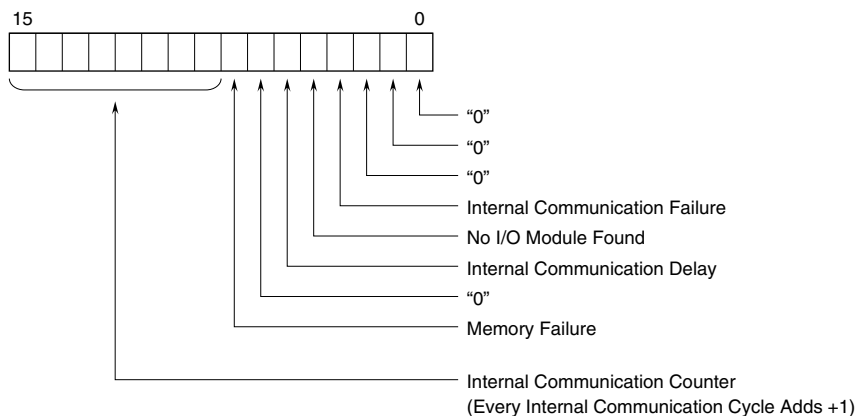 15 0
“0”
“0”
“0”
Internal Communication Failure
No I/O Module Found
Internal Communication Delay
“0”
Memory Failure
Internal Communication Counter
(Every Internal Communication Cycle Adds +1)